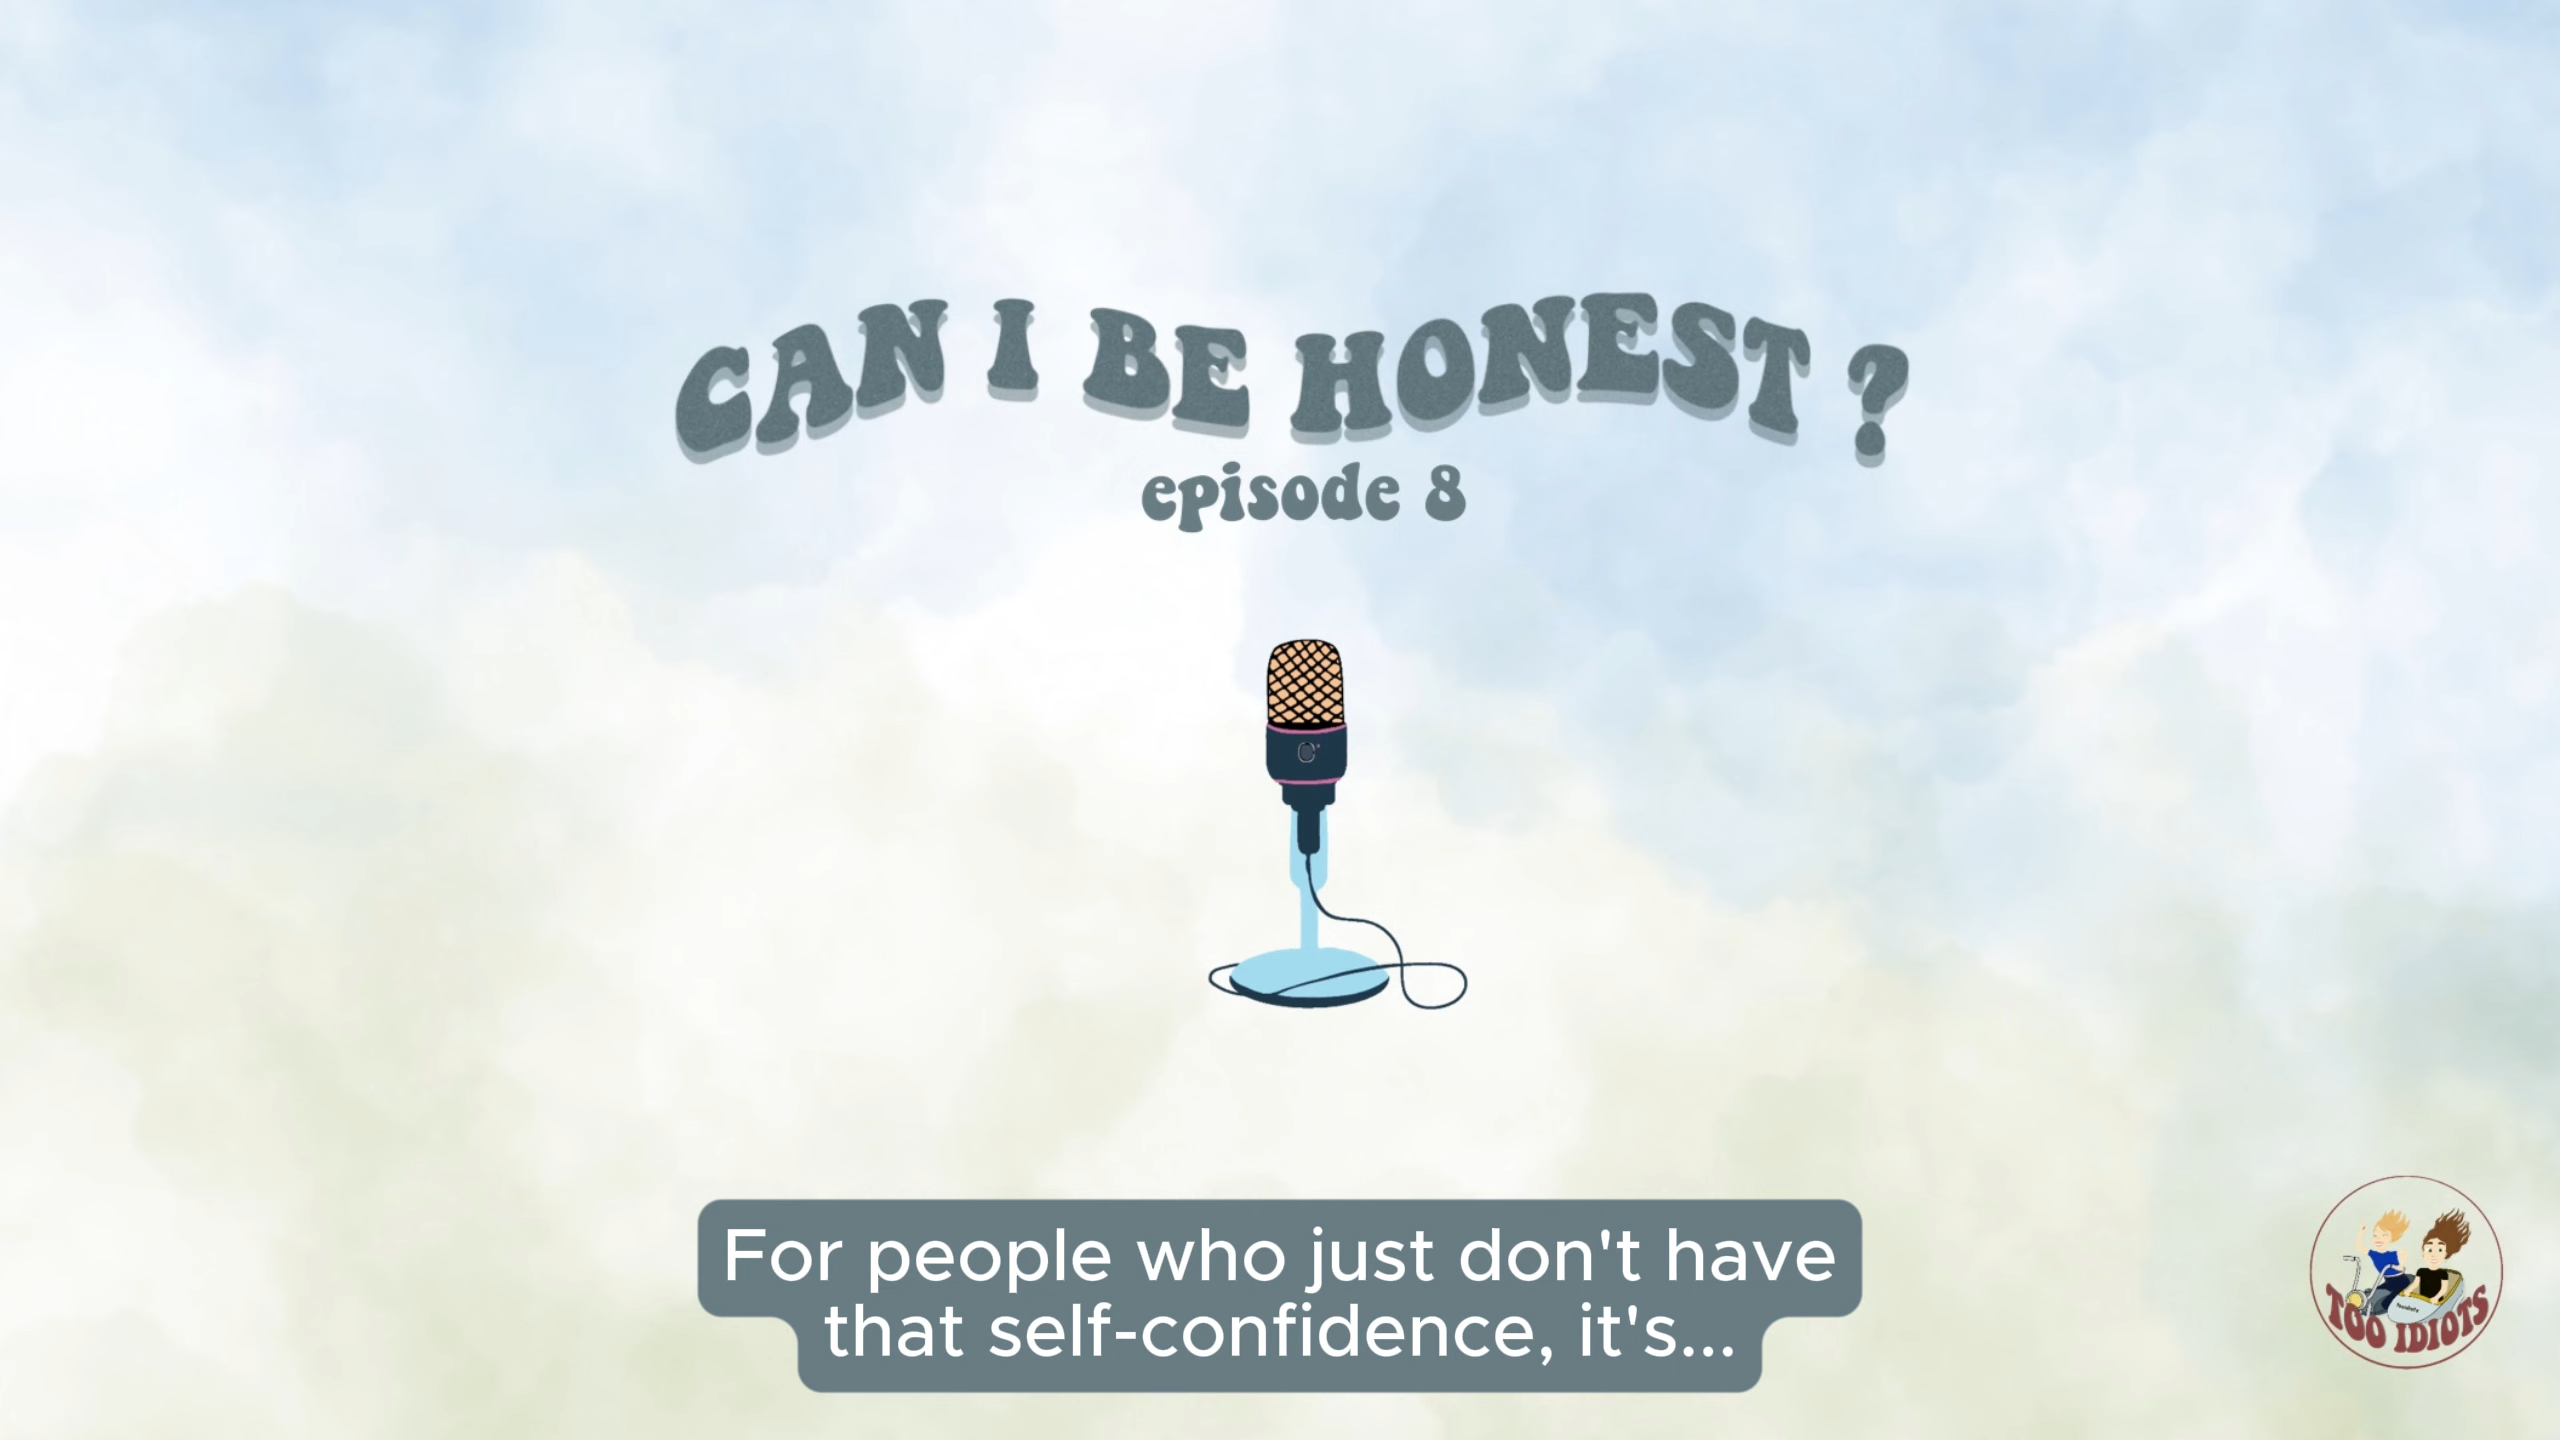 CAN I BE HONEST ?
episode 8
For people who just don't have
that self-confidence, it's...
TOO IDIOTS